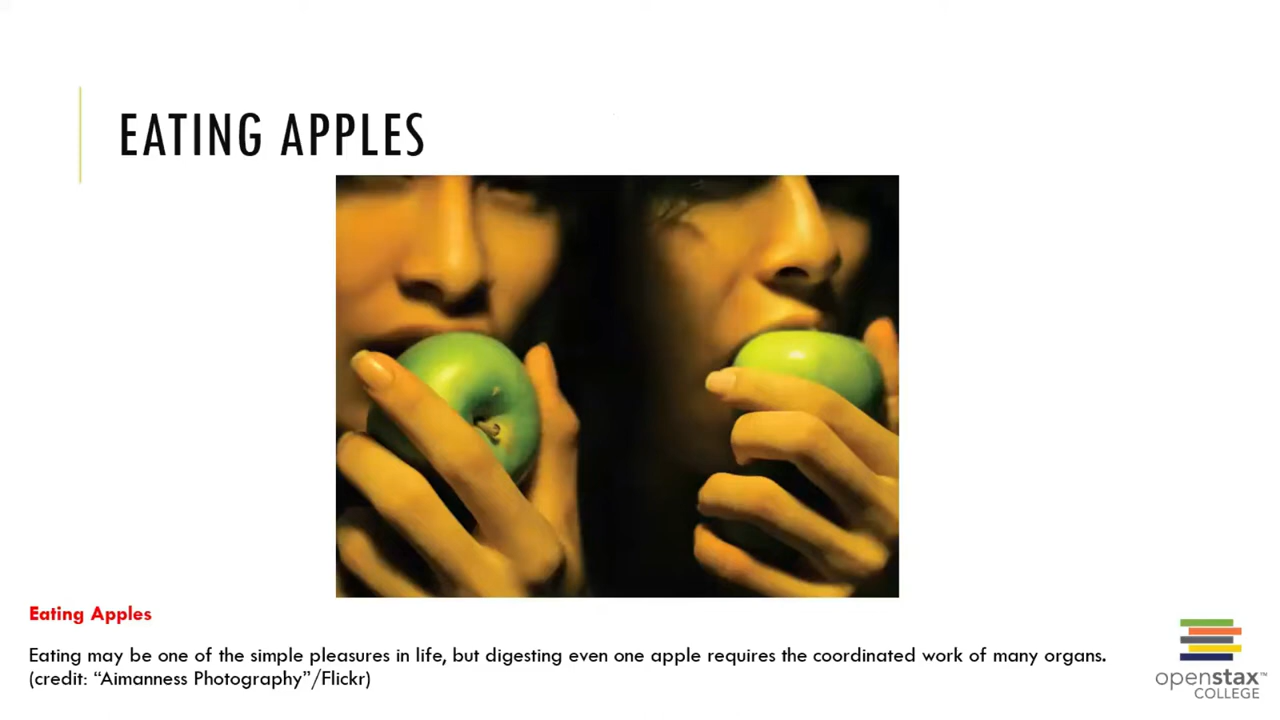 EATING APPLES
Eating Apples
Eating may be one of the simple pleasures in life, but digesting even one apple requires the coordinated work of many organs.
(credit: “Aimanness Photography”/Flickr)
openstax™
COLLEGE